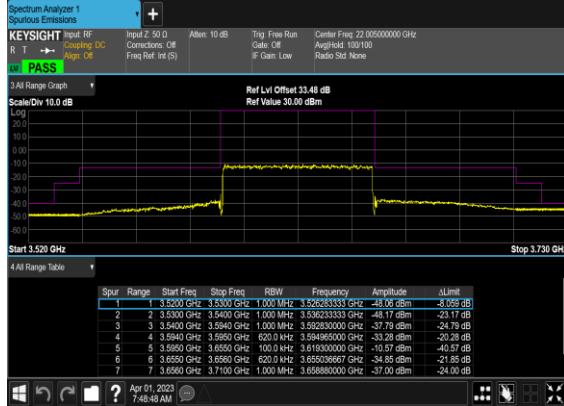 Spectrum Analyzer 1
Spurious Emissions
+
KEYSIGHT Input: RF Input Z: 50 Ω Atten: 10 dB Trig: Free Run Center Freq: 22.005000000 GHz
R T Coupling: DC Corrections: Off Gate: Off Avg|Hold: 100/100
Align: Off Freq Ref: Int (S) IF Gain: Low Radio Std: None
PASS
3 All Range Graph
Ref Lvl Offset 33.48 dB
Scale/Div 10.0 dB Ref Value 30.00 dBm
Log
20.0
10.0
0.00
-10.0
-20.0
-30.0
-40.0
-50.0
-60.0
Start 3.520 GHz Stop 3.730 GH
4 All Range Table
Spur Range Start Freq Stop Freq RBW Frequency Amplitude ΔLimit
1 1 3.5200 GHz 3.5300 GHz 1.000 MHz 3.526283333 GHz -48.06 dBm -8.059 dB
2 2 3.5300 GHz 3.5400 GHz 1.000 MHz 3.536233333 GHz -48.17 dBm -23.17 dB
3 3 3.5400 GHz 3.5940 GHz 1.000 MHz 3.592830000 GHz -37.79 dBm -24.79 dB
4 4 3.5940 GHz 3.5950 GHz 620.0 kHz 3.594965000 GHz -33.28 dBm -20.28 dB
5 5 3.5950 GHz 3.6550 GHz 100.0 kHz 3.619300000 GHz -10.57 dBm -40.57 dB
6 6 3.6550 GHz 3.6560 GHz 620.0 kHz 3.655036667 GHz -34.85 dBm -21.85 dB
7 7 3.6560 GHz 3.7100 GHz 1.000 MHz 3.658880000 GHz -37.00 dBm -24.00 dB
? Apr 01, 2023
7:48:48 AM